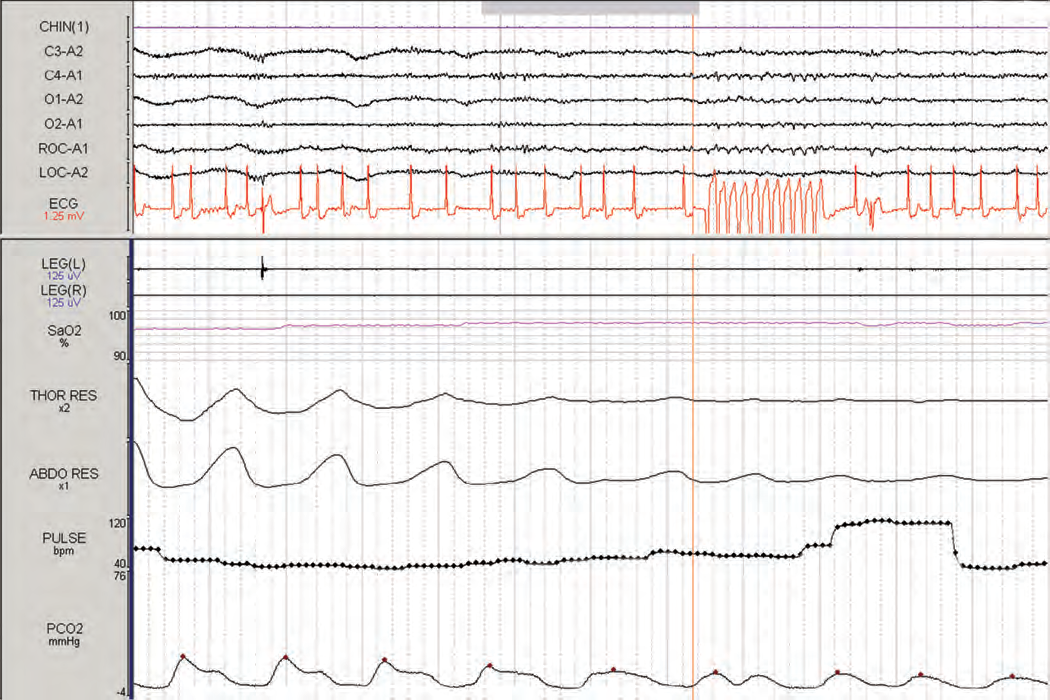 CHIN(1)
C3-A2
C4-A1
O1-A2
O2-A1
ROC-A1
LOC-A2
ECG
1.25 mV
LEG(L)
125 uV
LEG(R)
125 uV
100
SaO2
%
90
THOR RES
x2
ABDO RES
x1
120
PULSE
bpm
40
76
PCO2
mmHg
-4